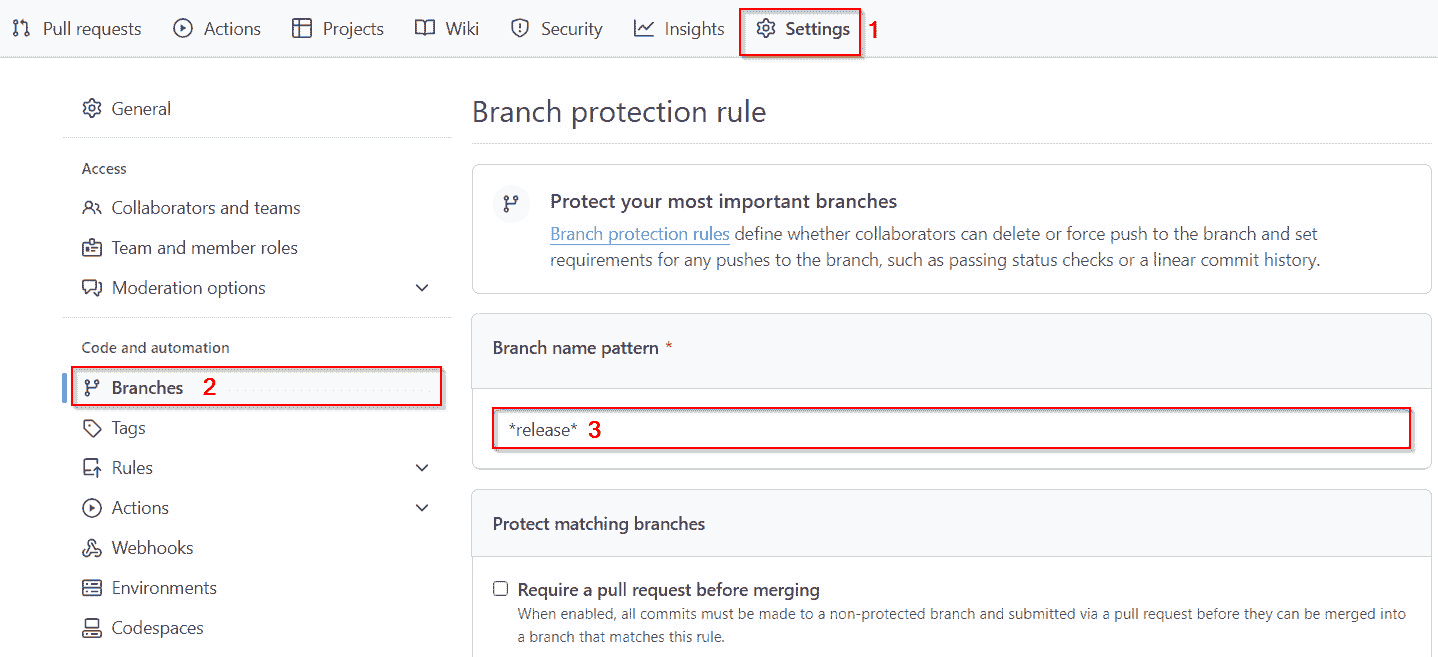 Pull requests Actions Projects Wiki Security Insights Settings 1
General
Access
Collaborators and teams
Team and member roles
Moderation options
Code and automation
Branches 2
Tags
Rules
Actions
Webhooks
Environments
Codespaces
Branch protection rule
Protect your most important branches
Branch protection rules define whether collaborators can delete or force push to the branch and set
requirements for any pushes to the branch, such as passing status checks or a linear commit history.
Branch name pattern *
*release* 3
Protect matching branches
Require a pull request before merging
When enabled, all commits must be made to a non-protected branch and submitted via a pull request before they can be merged into
a branch that matches this rule.